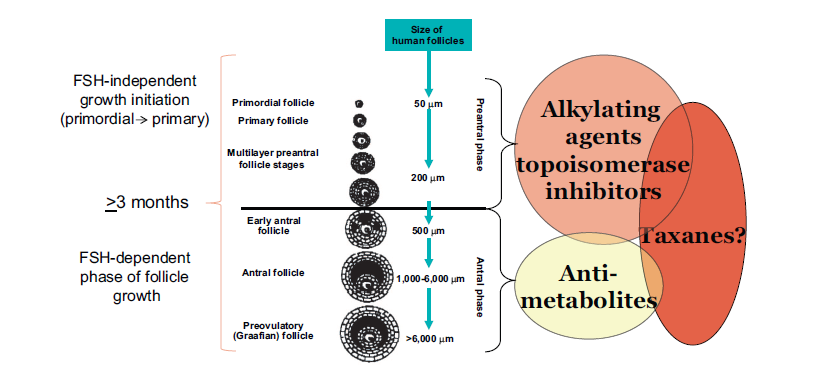 Size of
human follicles
FSH-independent
growth initiation
(primordial→ primary)
≥3 months
FSH-dependent
phase of follicle
growth
Primordial follicle
Primary follicle
Multilayer preantral
follicle stages
Early antral
follicle
Antral follicle
Preovulatory
(Graafian) follicle
50 µm
200 µm
500 µm
1,000-6,000 µm
>6,000 µm
Preantral phase
Antral phase
Alkylating
agents
topoisomerase
inhibitors
Taxanes?
Anti-
metabolites